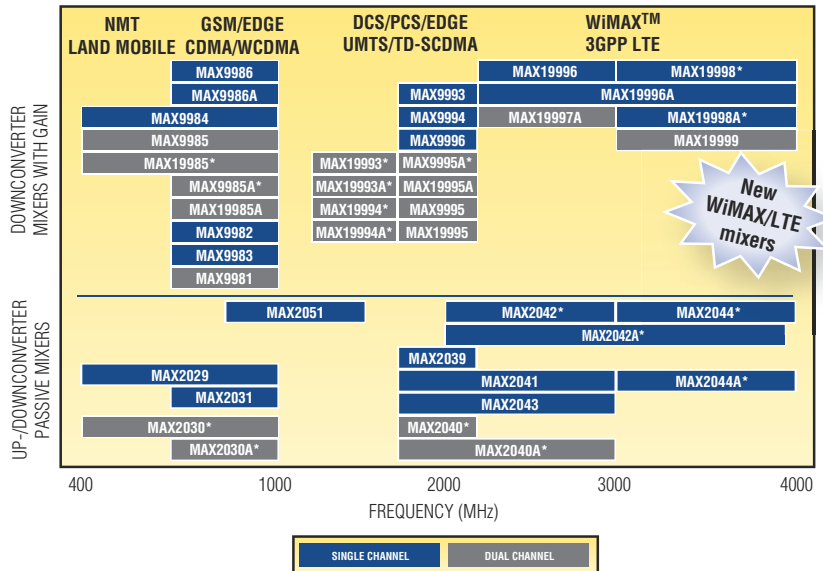 NMT
LAND MOBILE
GSM/EDGE
CDMA/WCDMA
DCS/PCS/EDGE
UMTS/TD-SCDMA
WiMAX™
3GPP LTE
DOWNCONVERTER
MIXERS WITH GAIN
MAX9986 MAX19996 MAX19998*
MAX9986A MAX9993 MAX19996A
MAX9984 MAX9994 MAX19997A MAX19998A*
MAX9985 MAX9996 MAX19999
MAX19985* MAX19993* MAX9995A*
MAX9985A* MAX19993A* MAX19995A
MAX19985A MAX19994* MAX9995
MAX9982 MAX19994A* MAX19995
MAX9983
MAX9981
New
WiMAX/LTE
mixers
UP-/DOWNCONVERTER
PASSIVE MIXERS
MAX2051 MAX2042* MAX2044*
MAX2042A*
MAX2039
MAX2029 MAX2041 MAX2044A*
MAX2031 MAX2043
MAX2030* MAX2040*
MAX2030A* MAX2040A*
400 1000 2000 3000 4000
FREQUENCY (MHz)
SINGLE CHANNEL DUAL CHANNEL